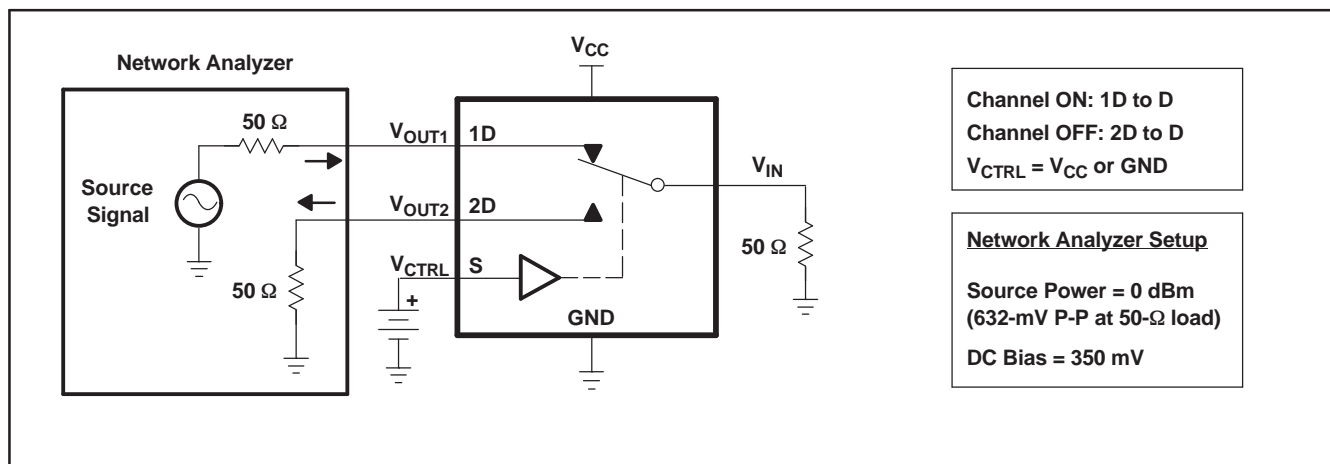 Network Analyzer
50 Ω
Source
Signal
50 Ω
VOUT1
VOUT2
VCTRL
+
VCC
1D
2D
S
GND
VIN
50 Ω
Channel ON: 1D to D
Channel OFF: 2D to D
VCTRL = VCC or GND
Network Analyzer Setup
Source Power = 0 dBm
(632-mV P-P at 50-Ω load)
DC Bias = 350 mV